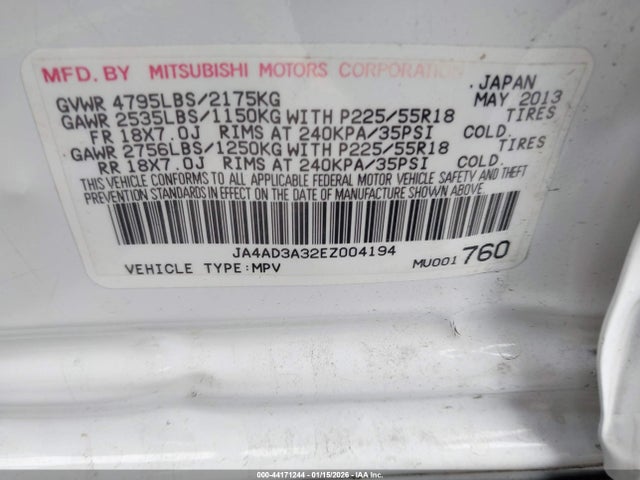 MFD. BY MITSUBISHI MOTORS CORPORATION JAPAN
GVWR 4795LBS/2175KG MAY 2013
GAWR 2535LBS/1150KG WITH P225/55R18 TIRES
FR 18X7.0J RIMS AT 240KPA/35PSI COLD.
GAWR 2756LBS/1250KG WITH P225/55R18 TIRES
RR 18X7.0J RIMS AT 240KPA/35PSI COLD.
THIS VEHICLE CONFORMS TO ALL APPLICABLE FEDERAL MOTOR VEHICLE SAFETY AND THEFT
PREVENTION STANDARDS IN EFFECT ON THE DATE OF MANUFACTURE SHOWN ABOVE.
JA4AD3A32EZ004194
VEHICLE TYPE:MPV MU001 760
000-44171244 - 01/15/2026 - IAA Inc.